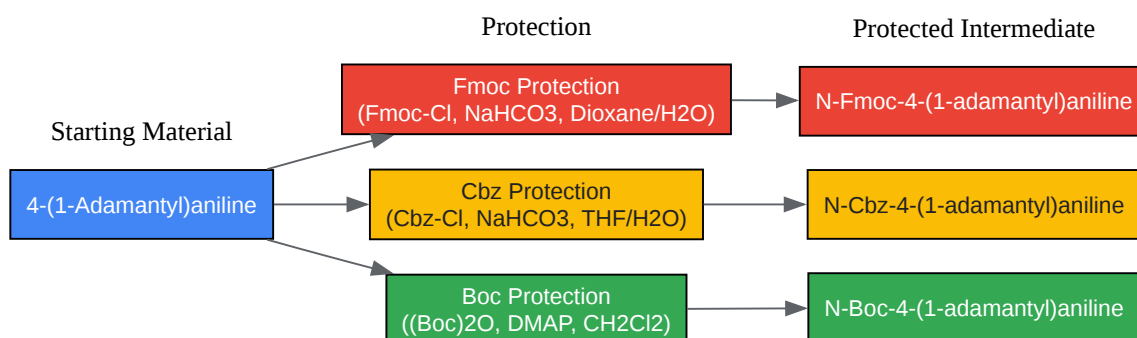 Protection
Protected Intermediate
Starting Material
Fmoc Protection
(Fmoc-Cl, NaHCO3, Dioxane/H2O)
N-Fmoc-4-(1-adamantyl)aniline
4-(1-Adamantyl)aniline
Cbz Protection
(Cbz-Cl, NaHCO3, THF/H2O)
N-Cbz-4-(1-adamantyl)aniline
Boc Protection
((Boc)2O, DMAP, CH2Cl2)
N-Boc-4-(1-adamantyl)aniline